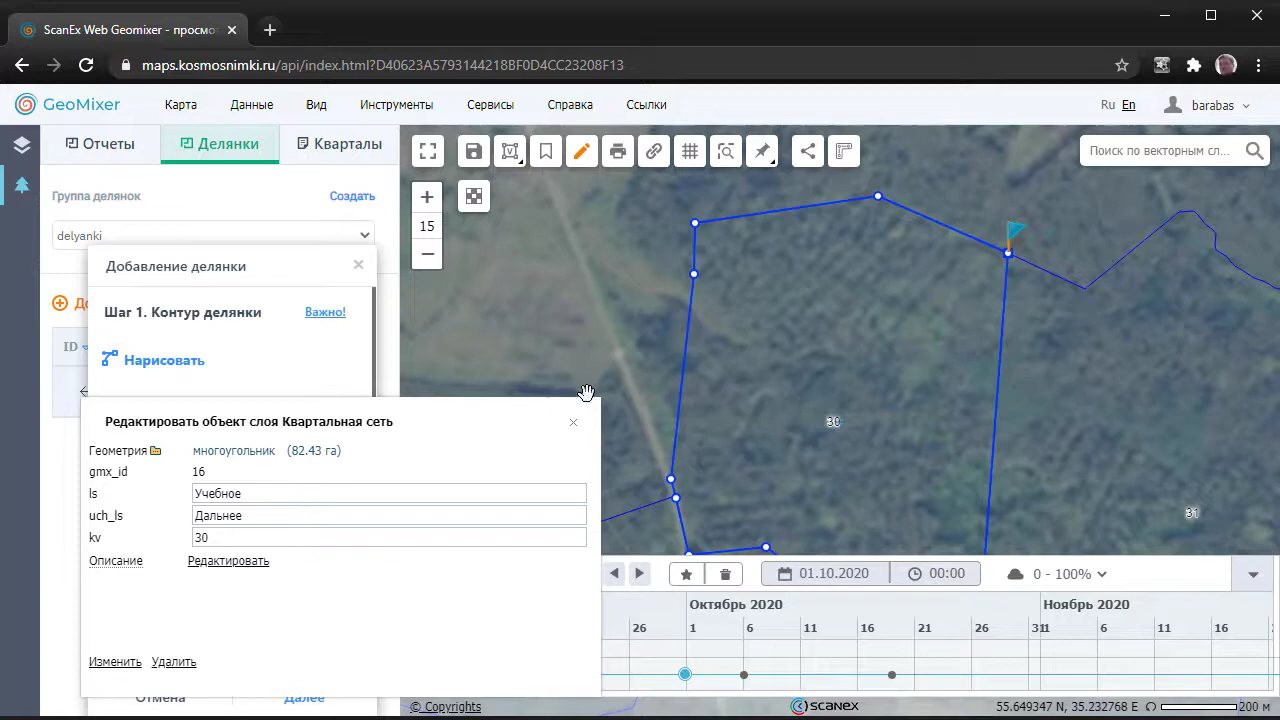 ScanEx Web Geomixer - просмо
maps.kosmosnimki.ru/api/index.html?D40623A5793144218BF0D4CC23208F13
GeoMixer
Карта
Данные
Вид
Инструменты
Сервисы
Справка
Ссылки
Ru En
barabas
Отчеты
Делянки
Кварталы
Поиск по векторным сл...
Группа делянок
Создать
15
delyanki
Добавление делянки
Шаг 1. Контур делянки
Важно!
ID
Нарисовать
Редактировать объект слоя Квартальная сеть
Геометрия
многоугольник (82.43 га)
gmx_id
16
ls
Учебное
uch_ls
Дальнее
kv
30
Описание
Редактировать
Изменить Удалить
Отмена
Далее
30
31
01.10.2020
00:00
0 - 100%
Октябрь 2020
Ноябрь 2020
26 1 6 11 16 21 26 31 1 6 11 16
© Copyrights
scanex
55.649347 N, 35.232768 E
200 м